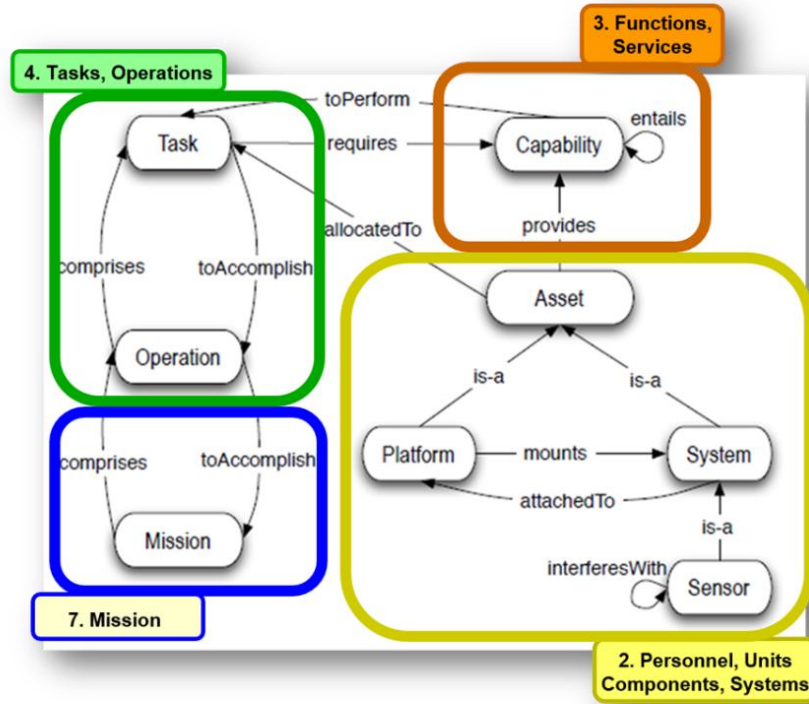 3. Functions,
Services
4. Tasks, Operations
toPerform
entails
Task
requires
Capability
allocatedTo
provides
comprises
toAccomplish
Asset
Operation
is-a
is-a
comprises
toAccomplish
Platform
mounts
System
attachedTo
Mission
is-a
interferesWith
Sensor
7. Mission
2. Personnel, Units
Components, Systems